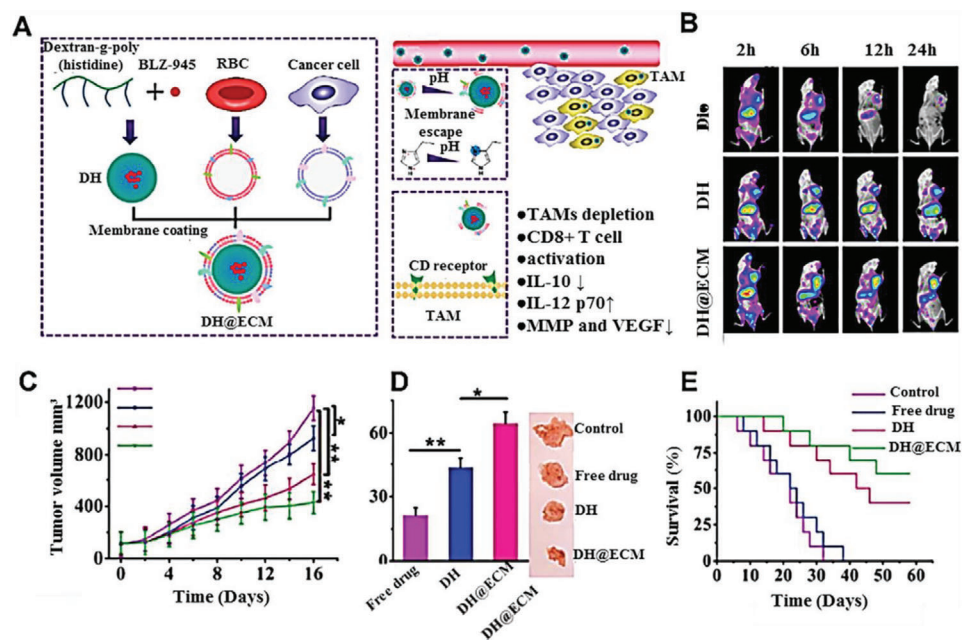 A
Dextran-g-poly
(histidine)
BLZ-945
RBC
Cancer cell
DH
Membrane coating
DH@ECM
pH
Membrane
escape
pH
TAM
CD receptor
TAM
●TAMs depletion
●CD8+ T cell
●activation
●IL-10 ↓
●IL-12 p70↑
●MMP and VEGF↓
B
2h 6h 12h 24h
DH
DH@ECM
C
Tumor volume mm³
1200
800
400
0
0 4 8 12 16
Time (Days)
*
**
**
D
60
30
0
**
*
Free drug
DH
DH@ECM
DH@ECM
Control
Free drug
DH
DH@ECM
E
Survival (%)
100
50
0
0 10 20 30 40 50 60
Time (Days)
Control
Free drug
DH
DH@ECM